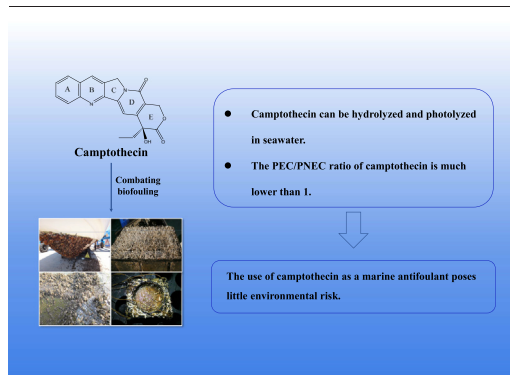 A
B
C
N
O
D
N
E
O
OH
O
Camptothecin
Combating
biofouling
● Camptothecin can be hydrolyzed and photolyzed
in seawater.
● The PEC/PNEC ratio of camptothecin is much
lower than 1.
The use of camptothecin as a marine antifoulant poses
little environmental risk.